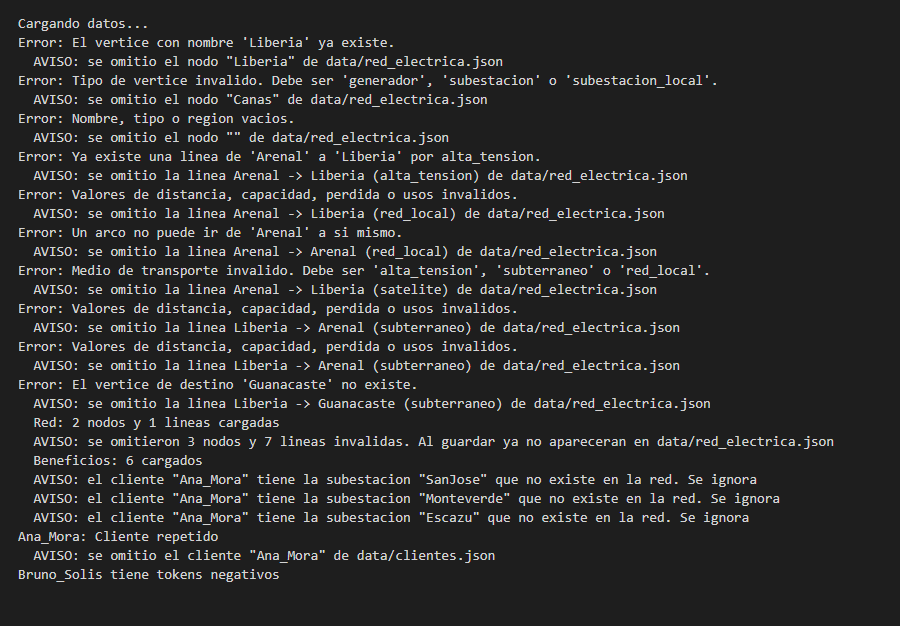 Cargando datos...
Error: El vertice con nombre 'Liberia' ya existe.
AVISO: se omitio el nodo "Liberia" de data/red_electrica.json
Error: Tipo de vertice invalido. Debe ser 'generador', 'subestacion' o 'subestacion_local'.
AVISO: se omitio el nodo "Canas" de data/red_electrica.json
Error: Nombre, tipo o region vacios.
AVISO: se omitio el nodo "" de data/red_electrica.json
Error: Ya existe una linea de 'Arenal' a 'Liberia' por alta_tension.
AVISO: se omitio la linea Arenal -> Liberia (alta_tension) de data/red_electrica.json
Error: Valores de distancia, capacidad, perdida o usos invalidos.
AVISO: se omitio la linea Arenal -> Liberia (red_local) de data/red_electrica.json
Error: Un arco no puede ir de 'Arenal' a si mismo.
AVISO: se omitio la linea Arenal -> Arenal (red_local) de data/red_electrica.json
Error: Medio de transporte invalido. Debe ser 'alta_tension', 'subterraneo' o 'red_local'.
AVISO: se omitio la linea Arenal -> Liberia (satelite) de data/red_electrica.json
Error: Valores de distancia, capacidad, perdida o usos invalidos.
AVISO: se omitio la linea Liberia -> Arenal (subterraneo) de data/red_electrica.json
Error: Valores de distancia, capacidad, perdida o usos invalidos.
AVISO: se omitio la linea Liberia -> Arenal (subterraneo) de data/red_electrica.json
Error: El vertice de destino 'Guanacaste' no existe.
AVISO: se omitio la linea Liberia -> Guanacaste (subterraneo) de data/red_electrica.json
Red: 2 nodos y 1 lineas cargadas
AVISO: se omitieron 3 nodos y 7 lineas invalidas. Al guardar ya no apareceran en data/red_electrica.json
Beneficios: 6 cargados
AVISO: el cliente "Ana_Mora" tiene la subestacion "SanJose" que no existe en la red. Se ignora
AVISO: el cliente "Ana_Mora" tiene la subestacion "Monteverde" que no existe en la red. Se ignora
AVISO: el cliente "Ana_Mora" tiene la subestacion "Escazu" que no existe en la red. Se ignora
Ana_Mora: Cliente repetido
AVISO: se omitio el cliente "Ana_Mora" de data/clientes.json
Bruno_Solis tiene tokens negativos